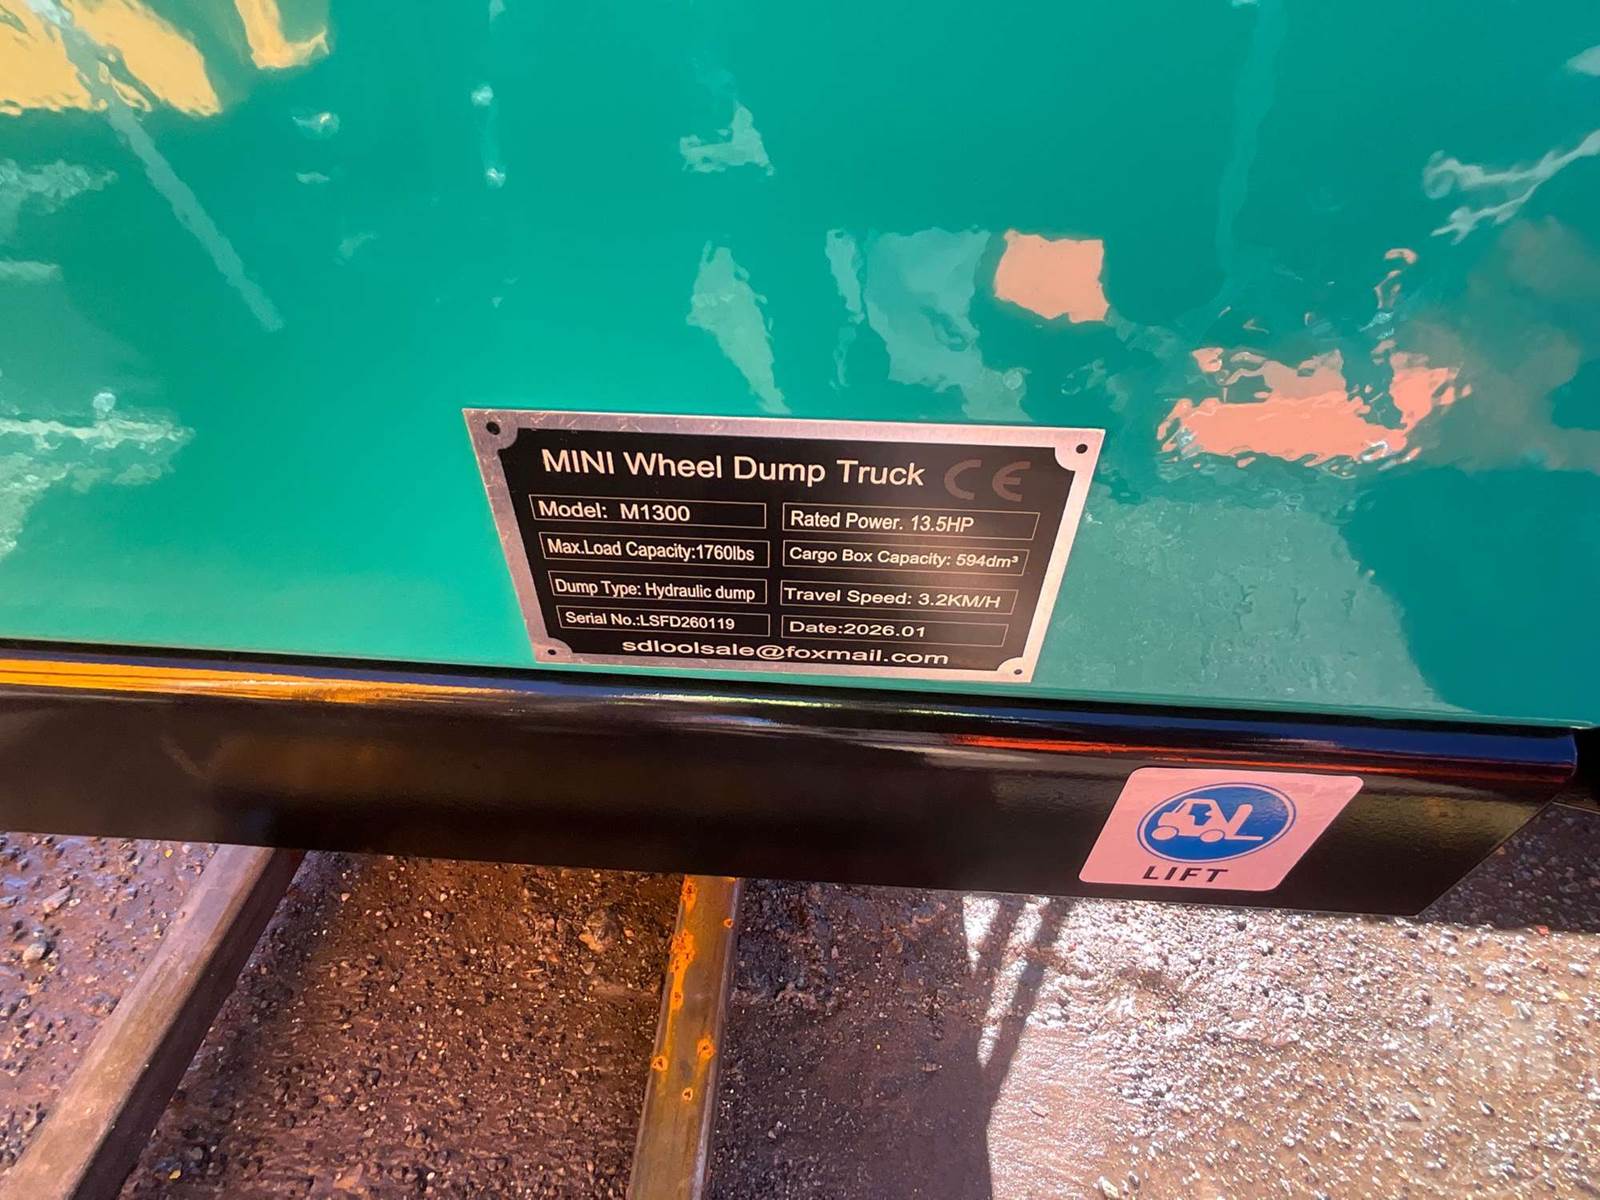 MINI Wheel Dump Truck CE
Model: M1300
Rated Power. 13.5HP
Max.Load Capacity:1760lbs
Cargo Box Capacity: 594dm³
Dump Type: Hydraulic dump
Travel Speed: 3.2KM/H
Serial No.:LSFD260119
Date:2026.01
sdloolsale@foxmail.com
LIFT